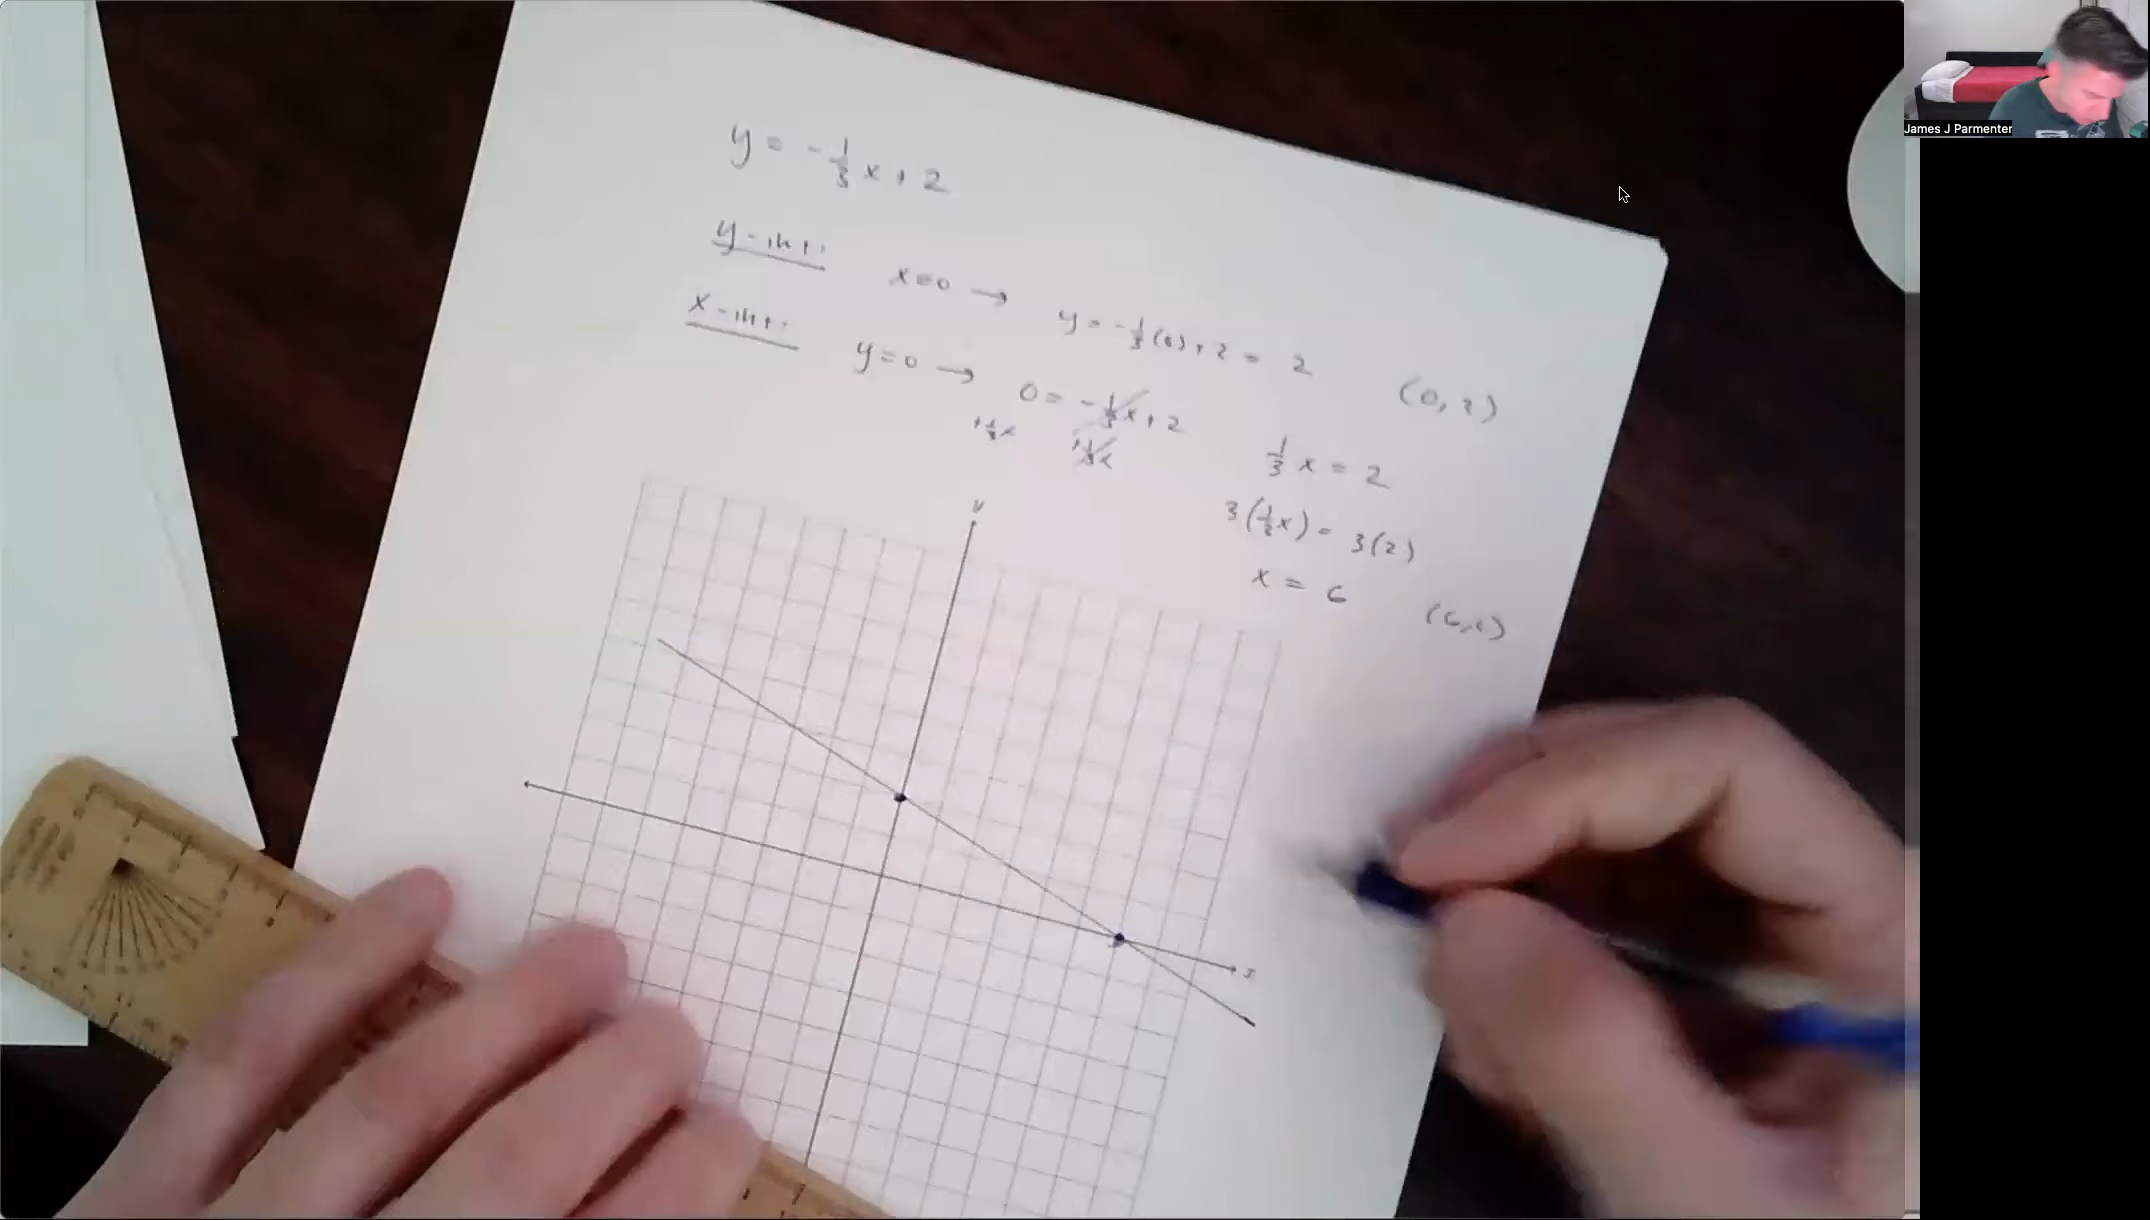 y = -1/3 x + 2
y-int:
x=0 → y = -1/3(0)+2 = 2 (0, 2)
x-int:
y=0 → 0 = -1/3 x + 2
+1/3 x +1/3 x
1/3 x = 2
3(1/3 x) = 3(2)
x = 6 (6,0)
y
x
James J Parmenter